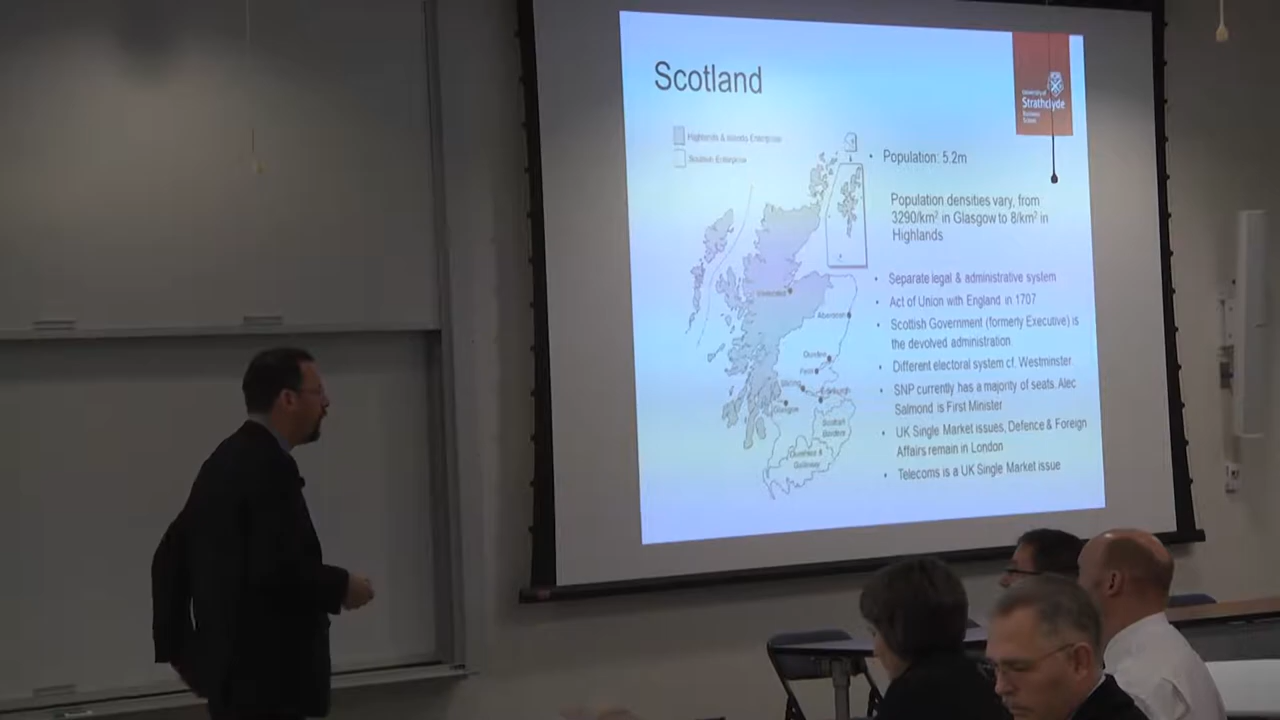 Scotland
University of
Strathclyde
Business
School
Highlands & Islands Enterprise
Scottish Enterprise
• Population: 5.2m
Population densities vary, from
3290/km² in Glasgow to 8/km² in
Highlands
• Separate legal & administrative system
• Act of Union with England in 1707
• Scottish Government (formerly Executive) is
the devolved administration
• Different electoral system cf. Westminster.
• SNP currently has a majority of seats. Alec
Salmond is First Minister
• UK Single Market issues, Defence & Foreign
Affairs remain in London
• Telecoms is a UK Single Market issue
Inverness
Aberdeen
Dundee
Perth
Stirling
Edinburgh
Glasgow
Scottish
Borders
Dumfries &
Galloway